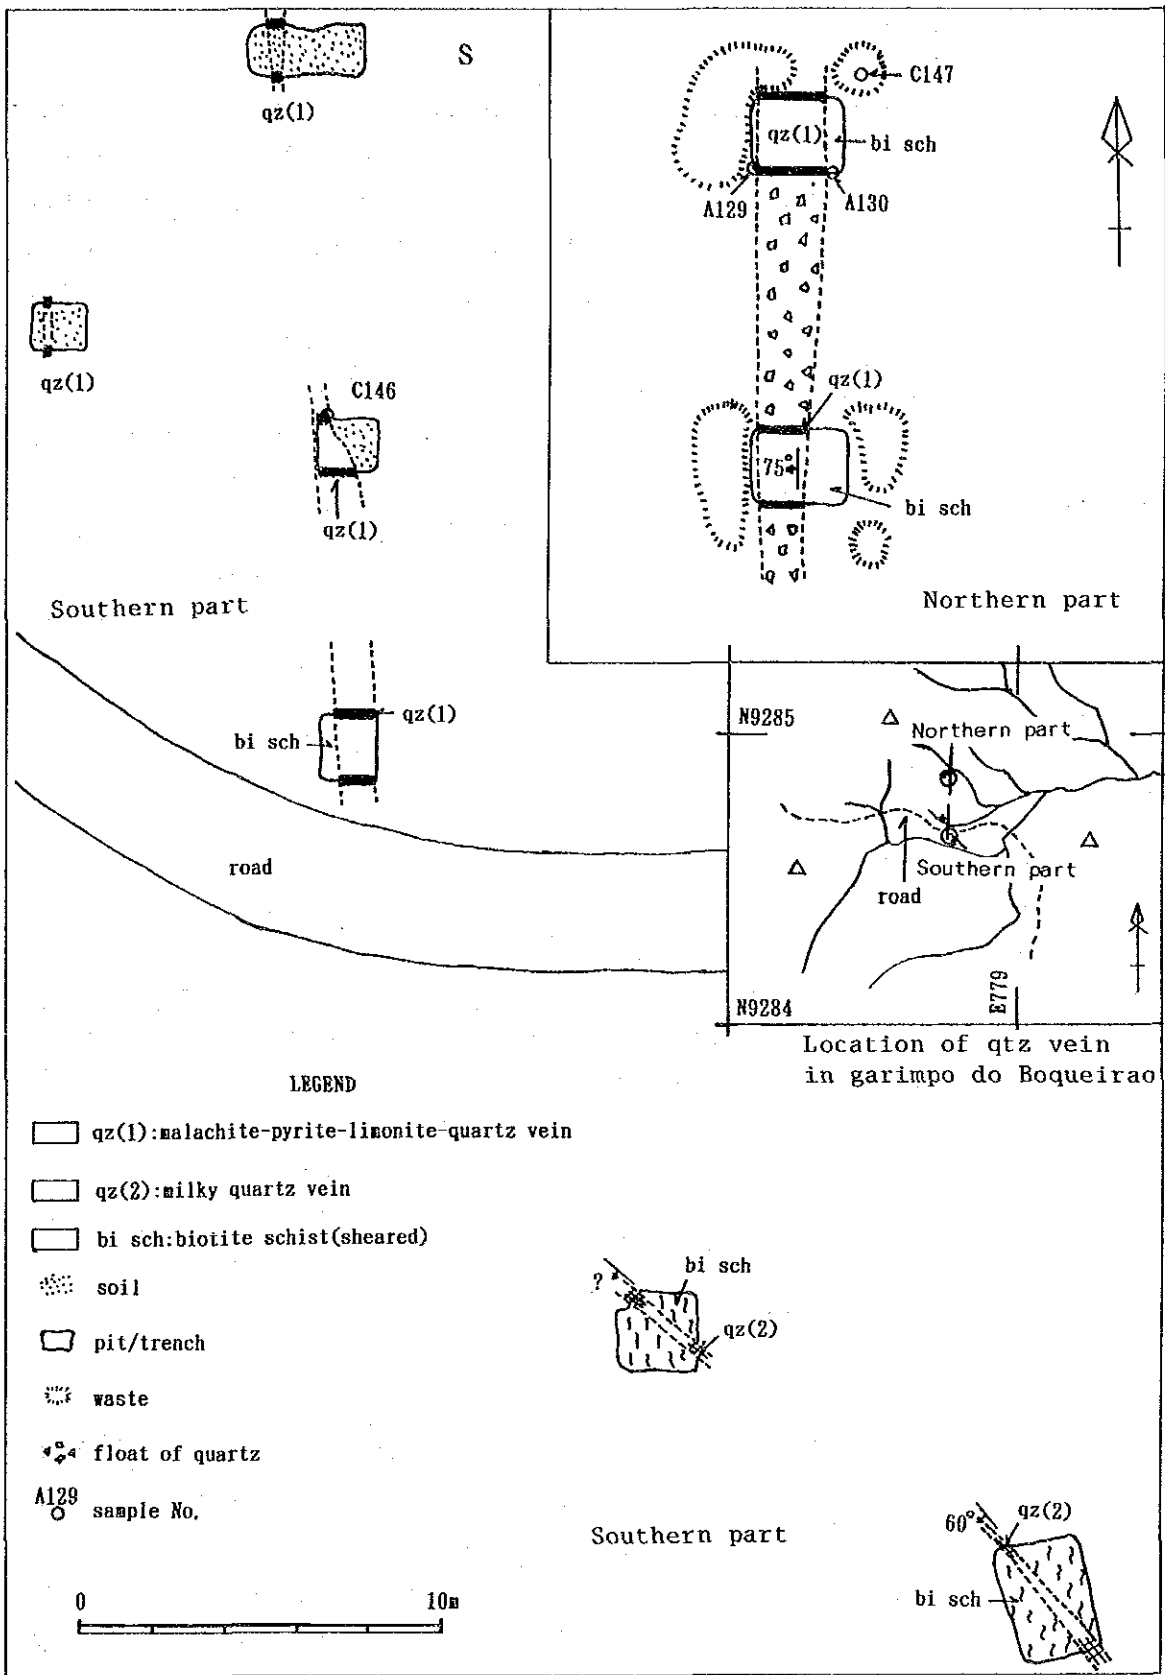 S
qz(1)
qz(1)
C146
qz(1)
Southern part
qz(1)
bi sch
road
C147
qz(1)
bi sch
A129
A130
qz(1)
75°
bi sch
Northern part
N9285
Northern part
Southern part
road
E779
N9284
Location of qtz vein
in garimpo do Boqueirao
LEGEND
qz(1):malachite-pyrite-limonite-quartz vein
qz(2):milky quartz vein
bi sch:biotite schist(sheared)
soil
pit/trench
waste
float of quartz
A129
sample No.
?
bi sch
qz(2)
Southern part
60°
qz(2)
bi sch
0 10m